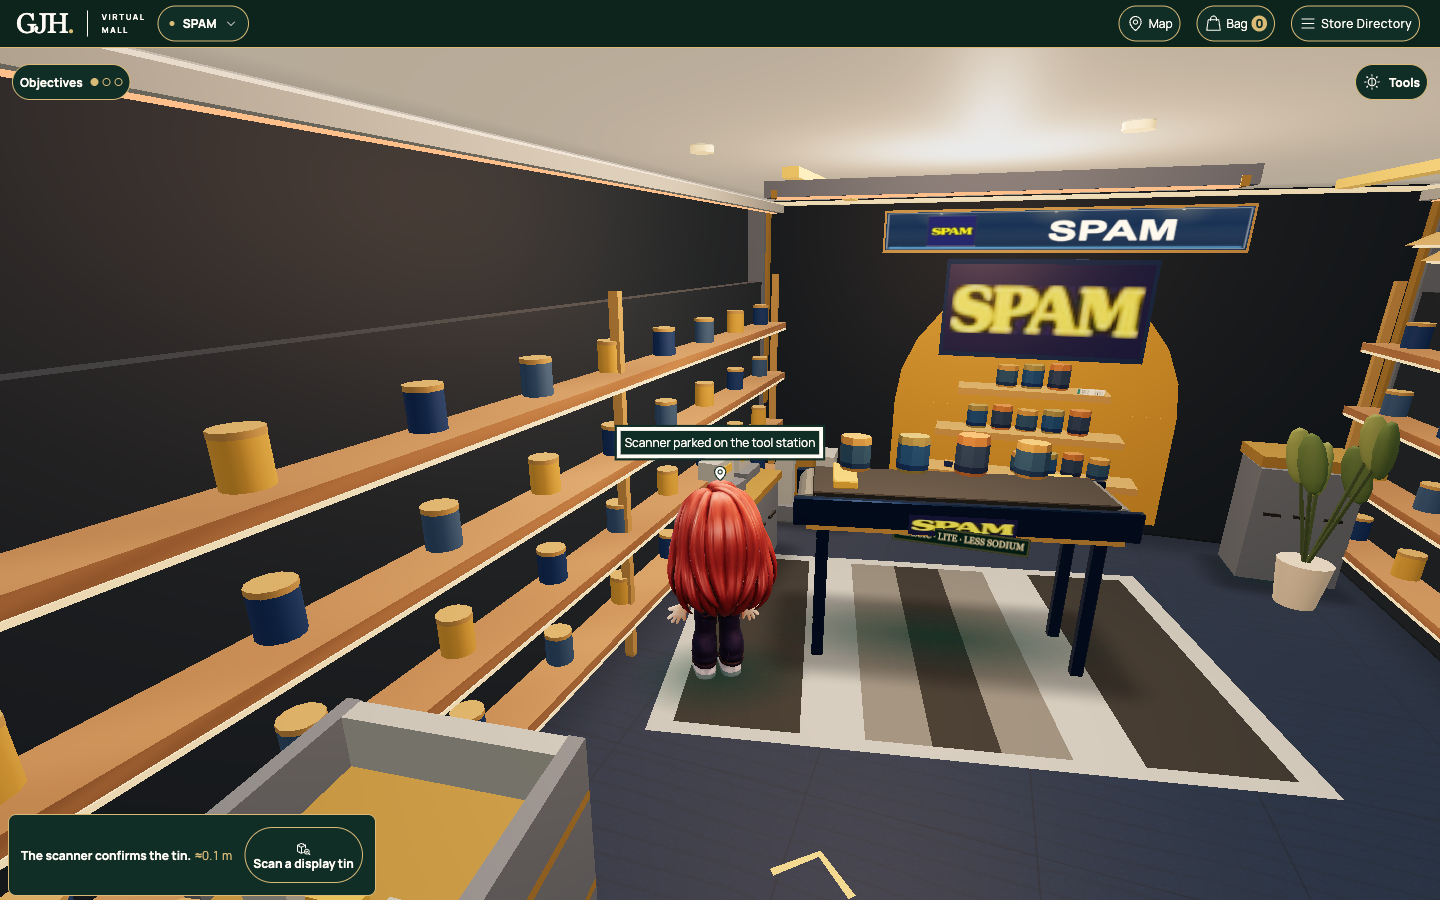 GJH.
VIRTUAL
MALL
SPAM
Map
Bag 0
Store Directory
Objectives
Tools
SPAM
SPAM
SPAM
Scanner parked on the tool station
SPAM
LITE · LESS SODIUM
The scanner confirms the tin. ≈0.1 m
Scan a display tin